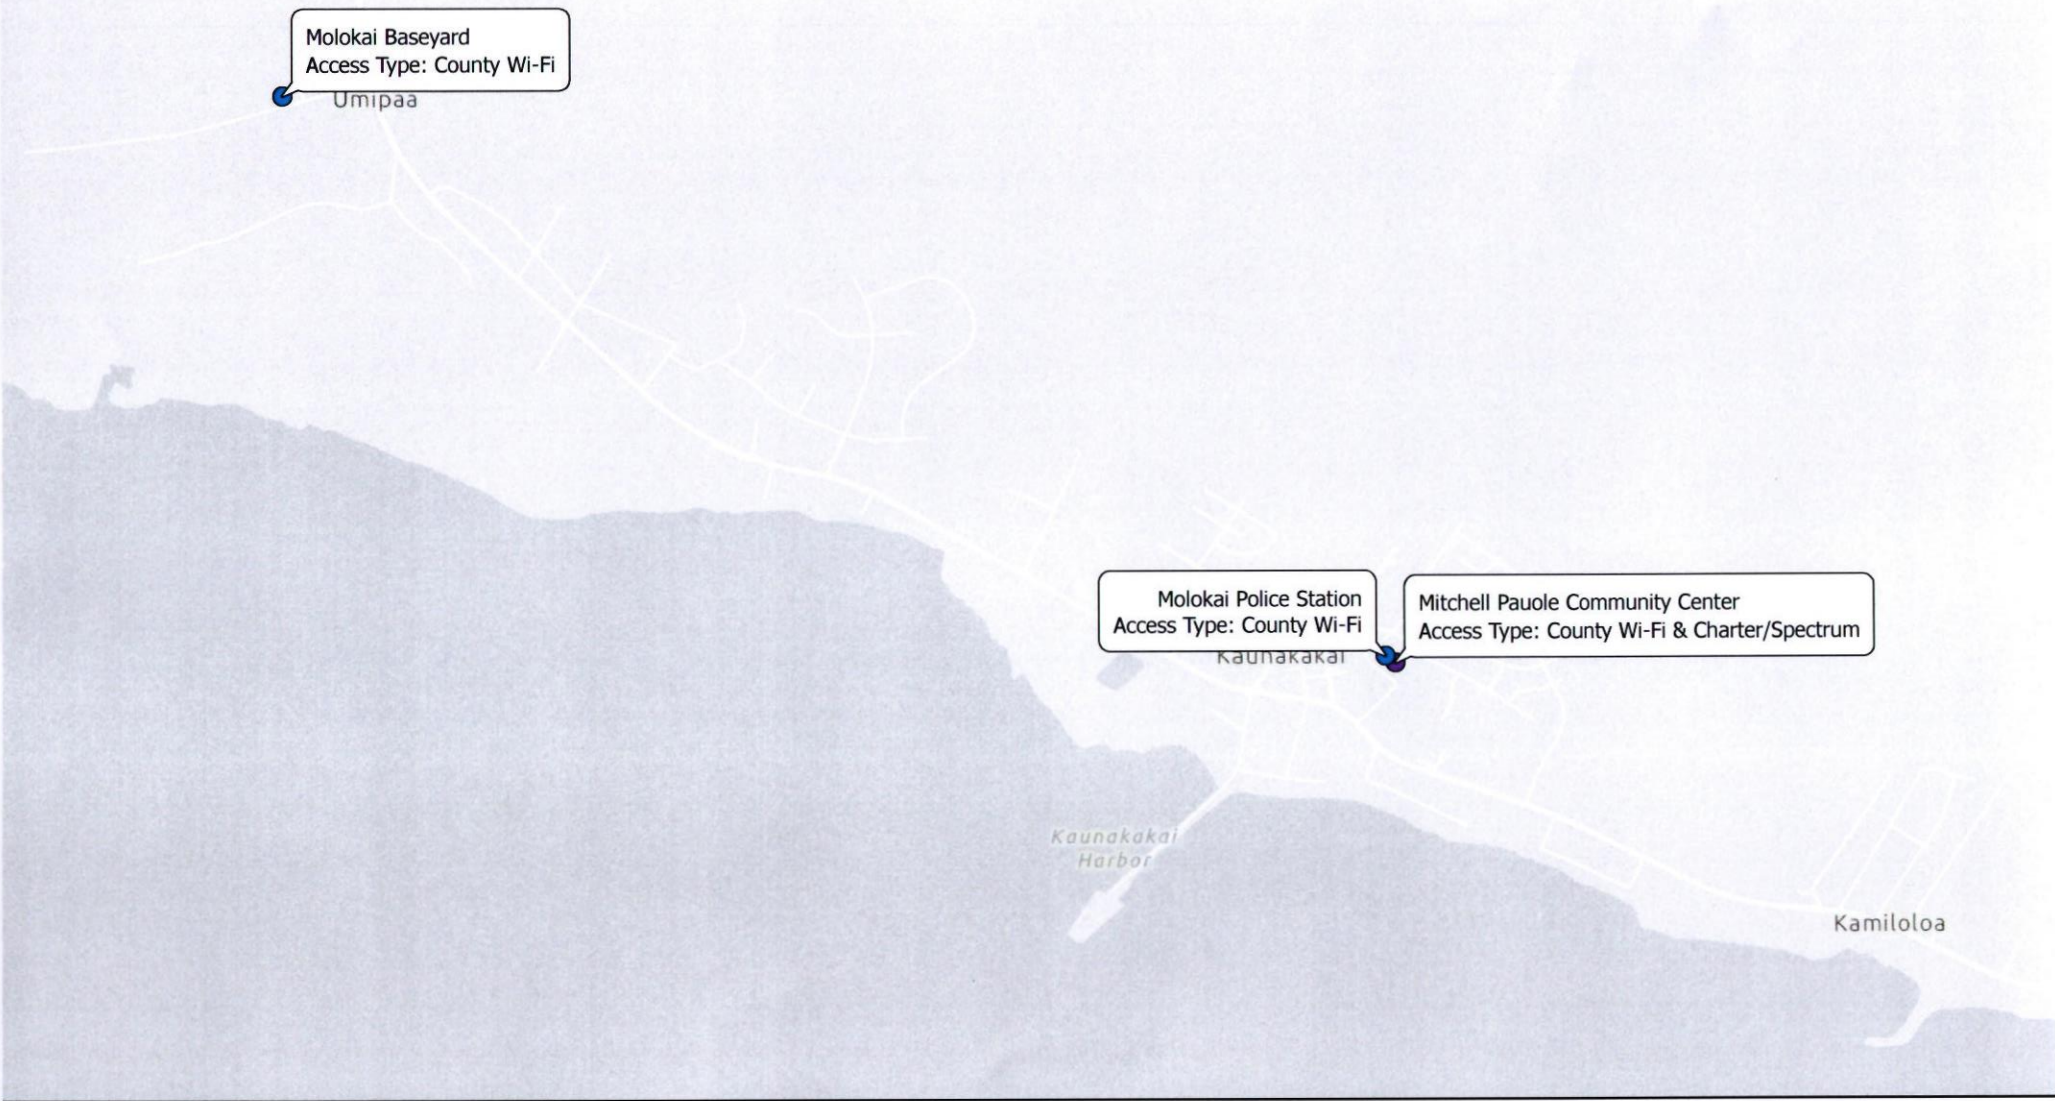 Molokai Baseyard
Access Type: County Wi-Fi
Umipaa
Molokai Police Station
Access Type: County Wi-Fi
Mitchell Pauole Community Center
Access Type: County Wi-Fi & Charter/Spectrum
Kaunakakai
Kaunakakai
Harbor
Kamiloloa